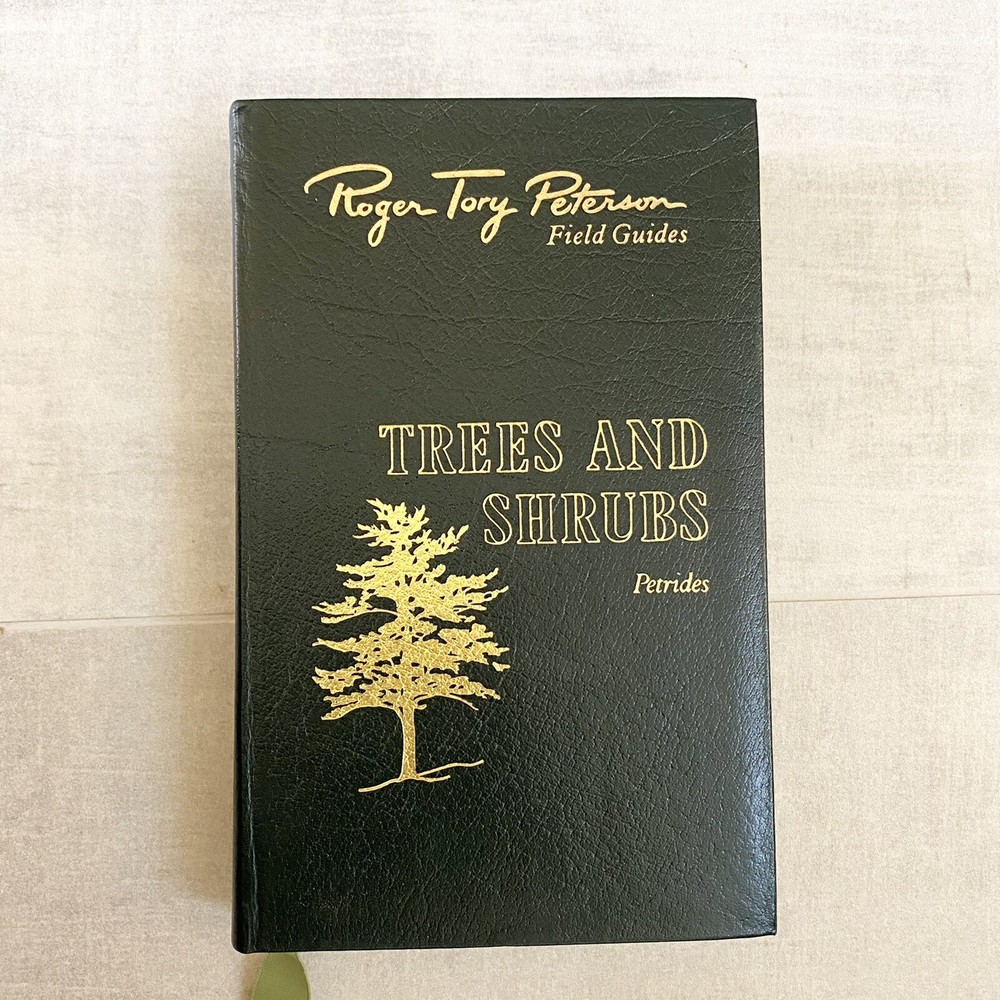 Roger Tory Peterson
Field Guides
TREES AND
SHRUBS
Petrides